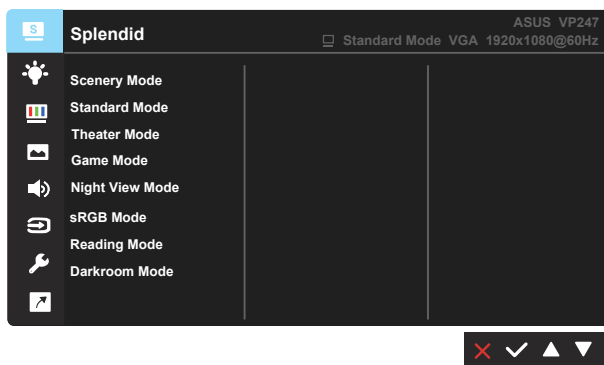 S
Splendid
ASUS VP247
Standard Mode VGA 1920x1080@60Hz
Scenery Mode
Standard Mode
Theater Mode
Game Mode
Night View Mode
sRGB Mode
Reading Mode
Darkroom Mode